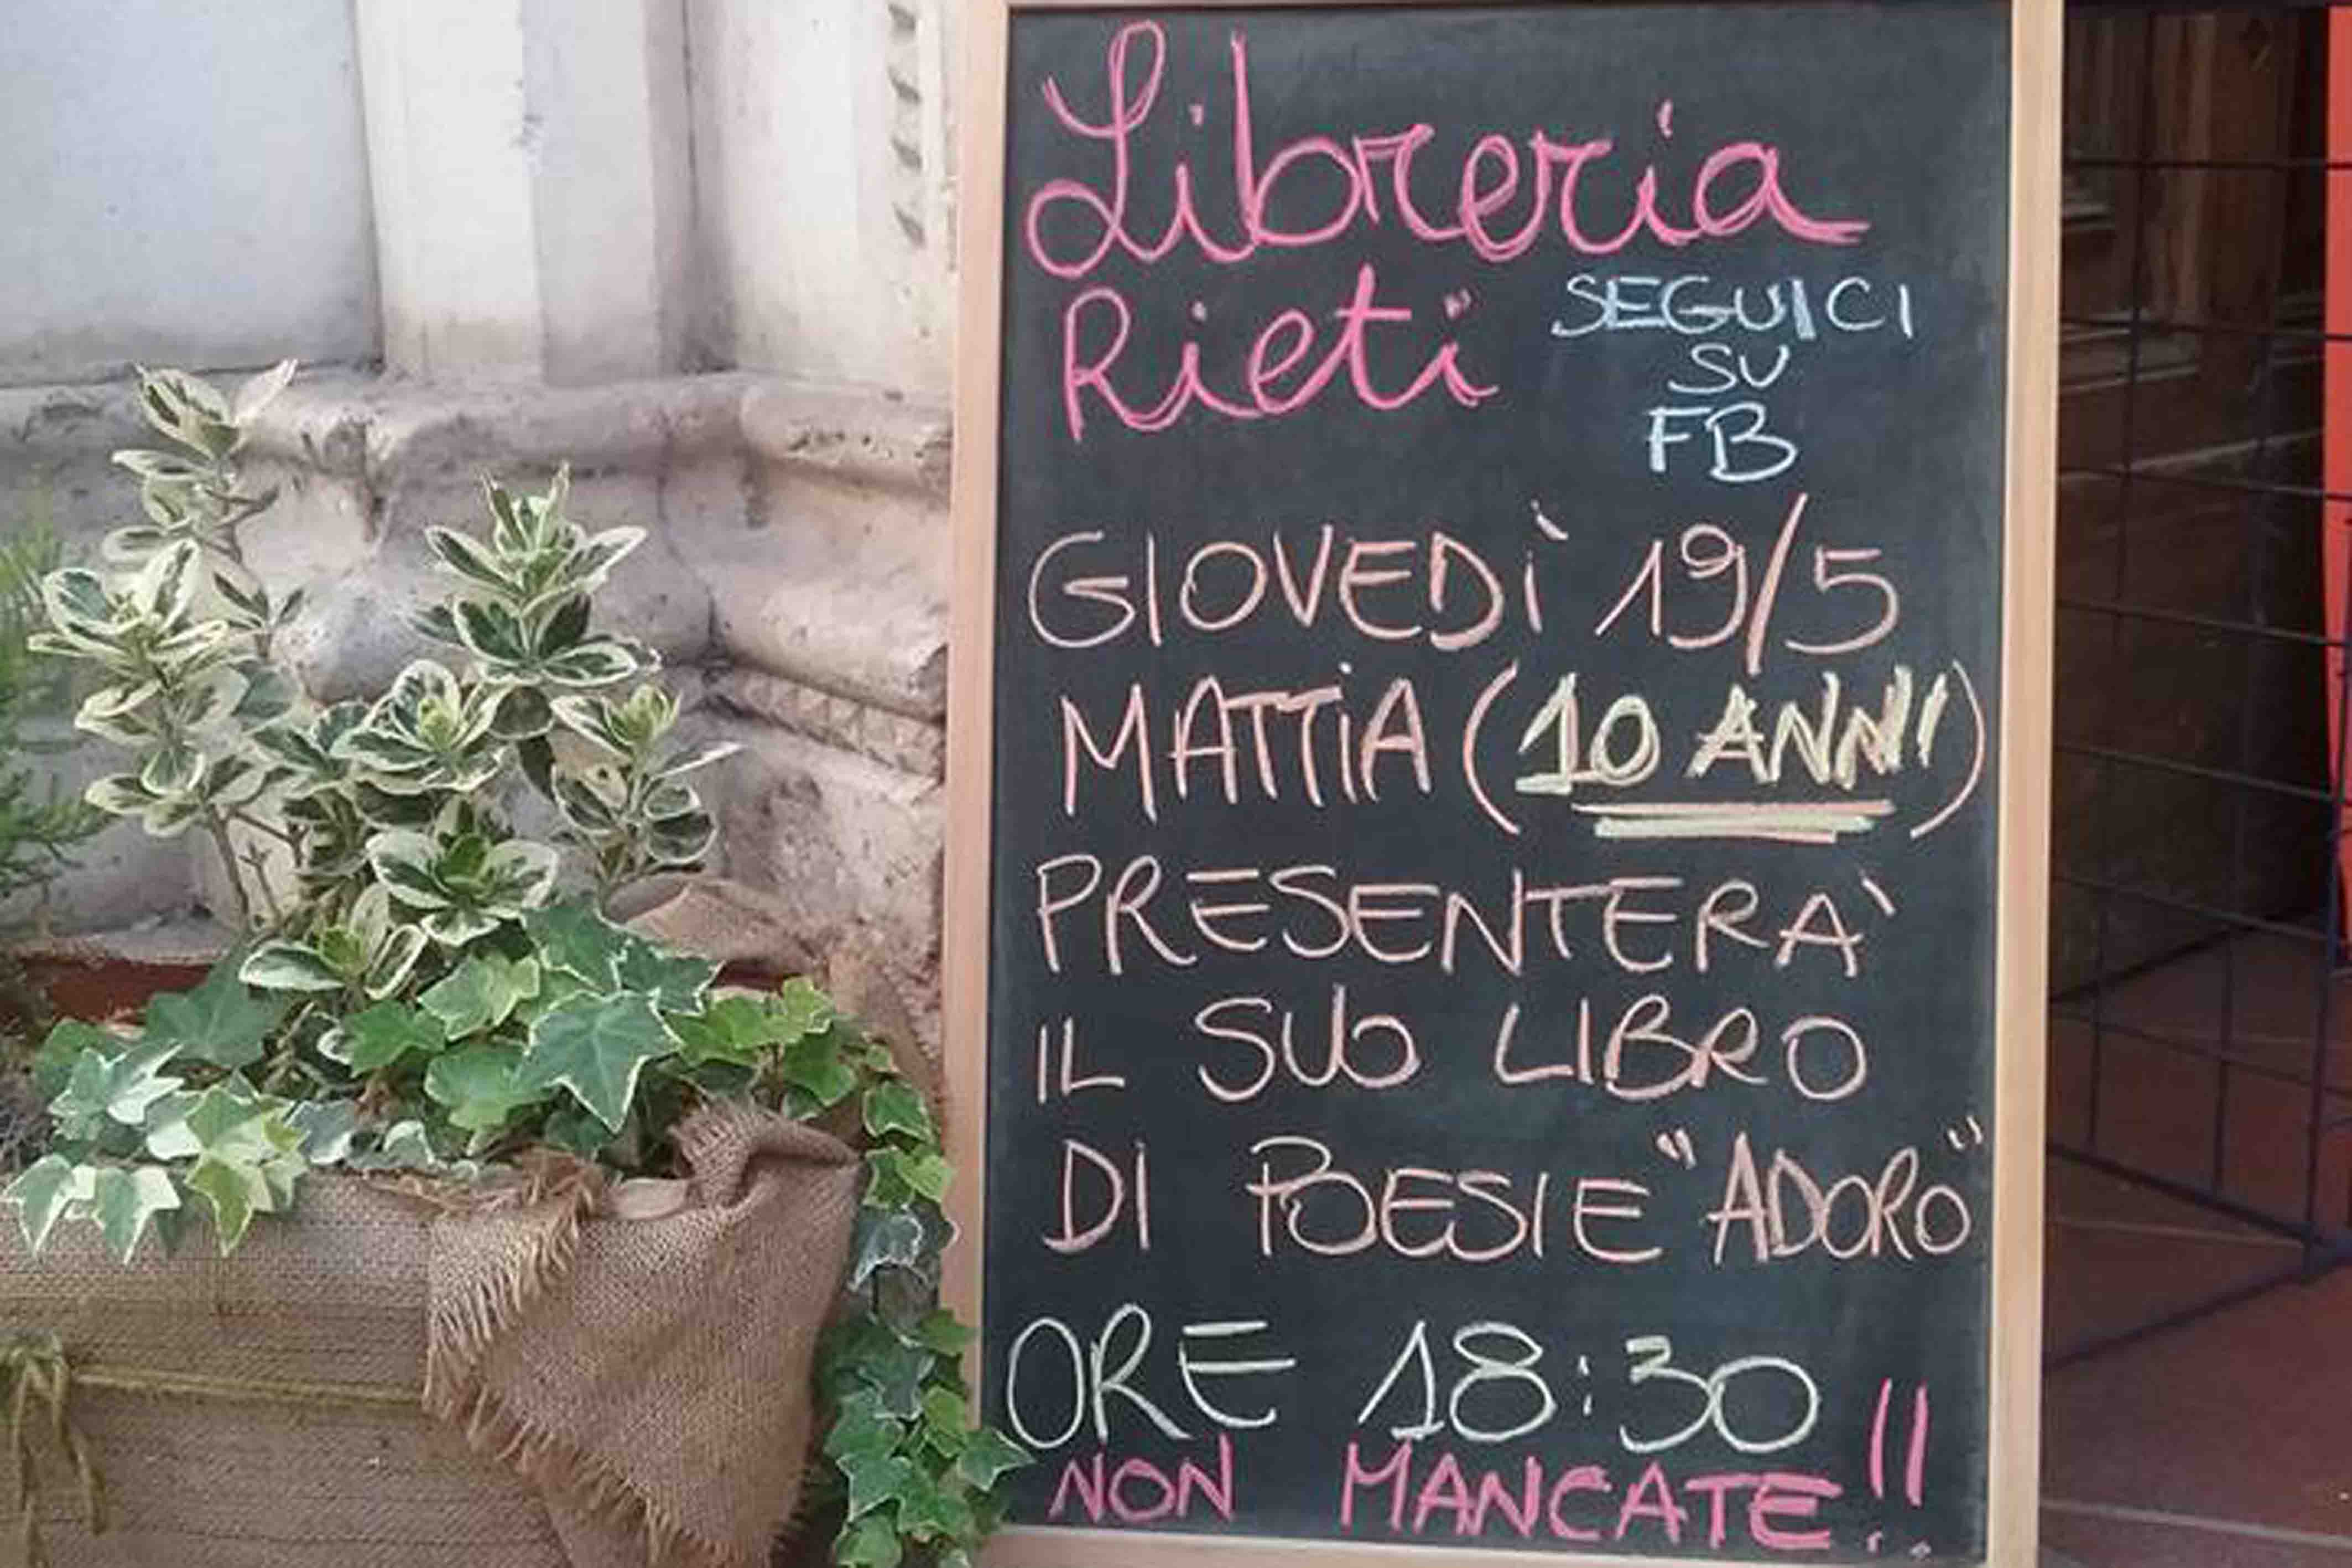 Libreria
Rieti
SEGUICI
SU
FB
GIOVEDÌ 19/5
MATTiA (10 ANNI)
PRESENTERA'
IL SUO LIBRO
DI POESIE "ADORO"
ORE 18:30
NON MANCATE!!